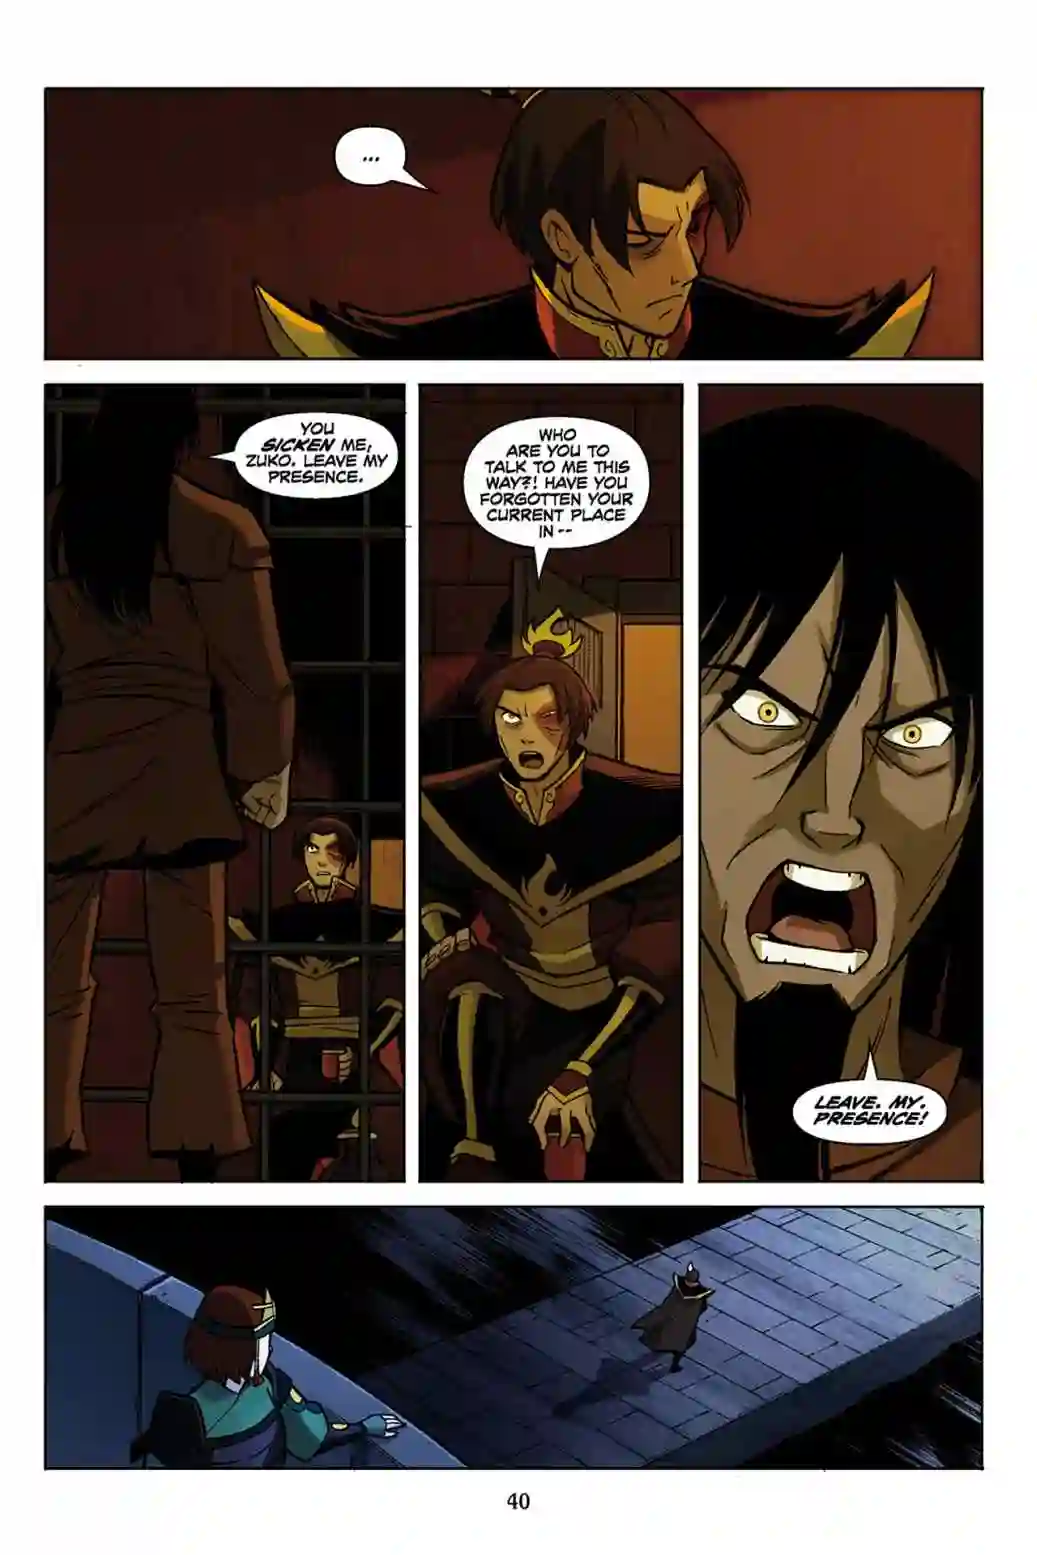 ...
YOU
SICKEN ME,
ZUKO. LEAVE MY
PRESENCE.
WHO
ARE YOU TO
TALK TO ME THIS
WAY?! HAVE YOU
FORGOTTEN YOUR
CURRENT PLACE
IN--
LEAVE. MY.
PRESENCE!
40